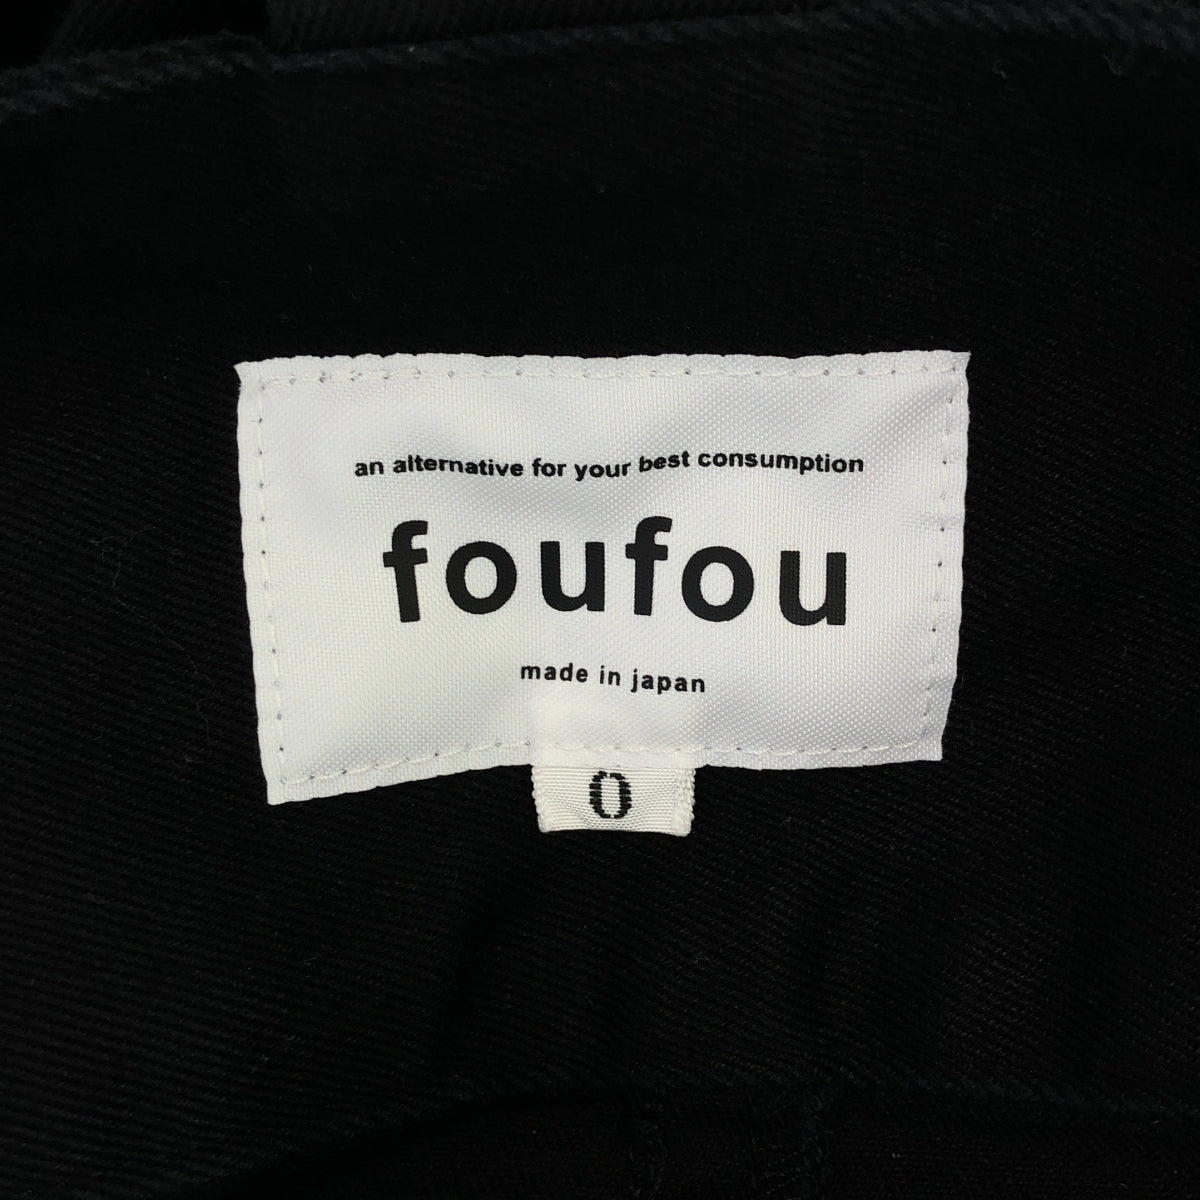 an alternative for your best consumption
foufou
made in japan
0